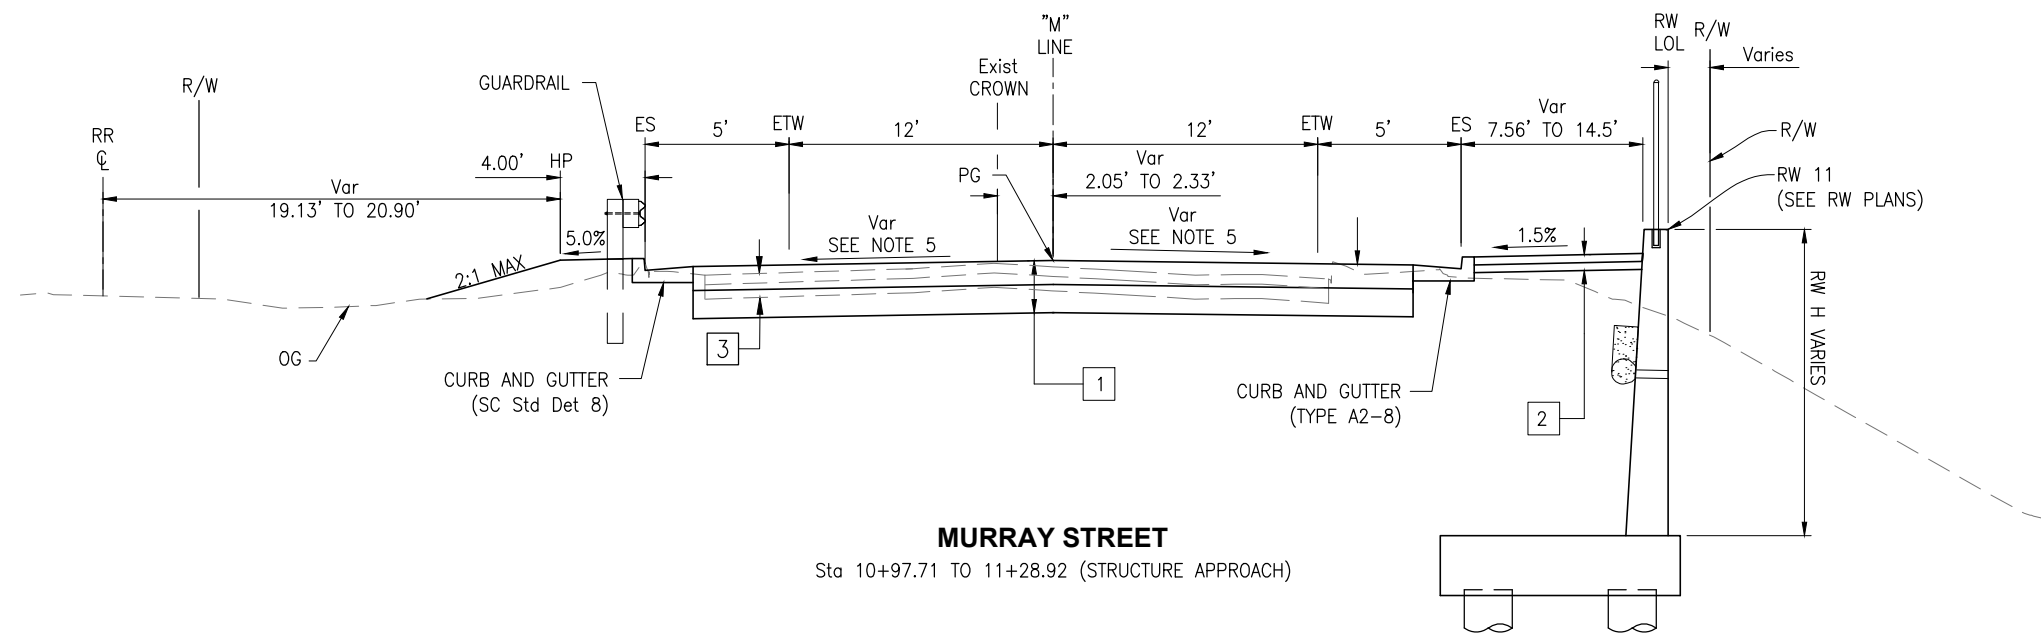 "M"
LINE
RW
LOL
R/W
Varies
Exist
CROWN
R/W
GUARDRAIL
RR
℄
4.00'
HP
ES
5'
ETW
12'
12'
ETW
5'
ES
Var
7.56' TO 14.5'
R/W
Var
19.13' TO 20.90'
PG
Var
2.05' TO 2.33'
RW 11
(SEE RW PLANS)
5.0%
Var
SEE NOTE 5
Var
SEE NOTE 5
1.5%
2:1 MAX
RW H VARIES
OG
3
1
2
CURB AND GUTTER
(SC Std Det 8)
CURB AND GUTTER
(TYPE A2-8)
MURRAY STREET
Sta 10+97.71 TO 11+28.92 (STRUCTURE APPROACH)